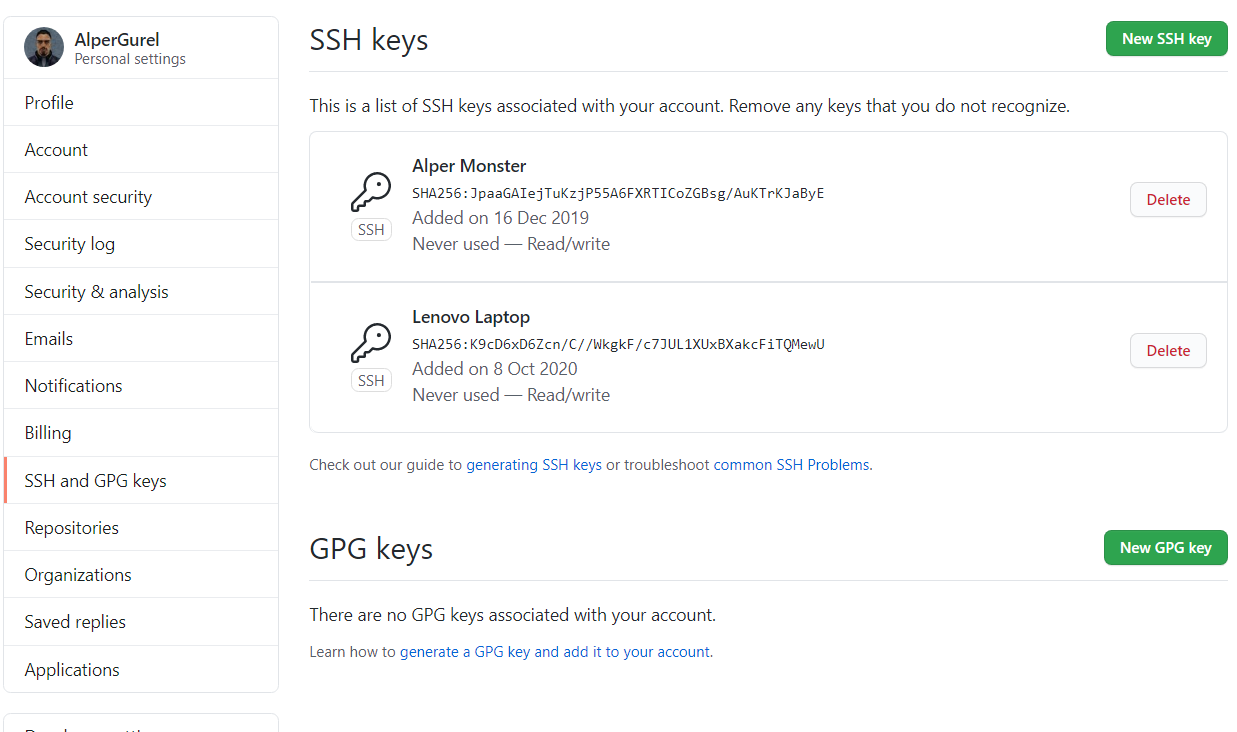 AlperGurel
Personal settings
Profile
Account
Account security
Security log
Security & analysis
Emails
Notifications
Billing
SSH and GPG keys
Repositories
Organizations
Saved replies
Applications
SSH keys
New SSH key
This is a list of SSH keys associated with your account. Remove any keys that you do not recognize.
Alper Monster
SHA256:JpaaGAIejTuKzjP55A6FXRTICoZGBsg/AuKTrKJaByE
Added on 16 Dec 2019
Never used — Read/write
SSH
Delete
Lenovo Laptop
SHA256:K9cD6xD6Zcn/C//WkgkF/c7JUL1XUxBXakcFiTQMewU
Added on 8 Oct 2020
Never used — Read/write
SSH
Delete
Check out our guide to generating SSH keys or troubleshoot common SSH Problems.
GPG keys
New GPG key
There are no GPG keys associated with your account.
Learn how to generate a GPG key and add it to your account.